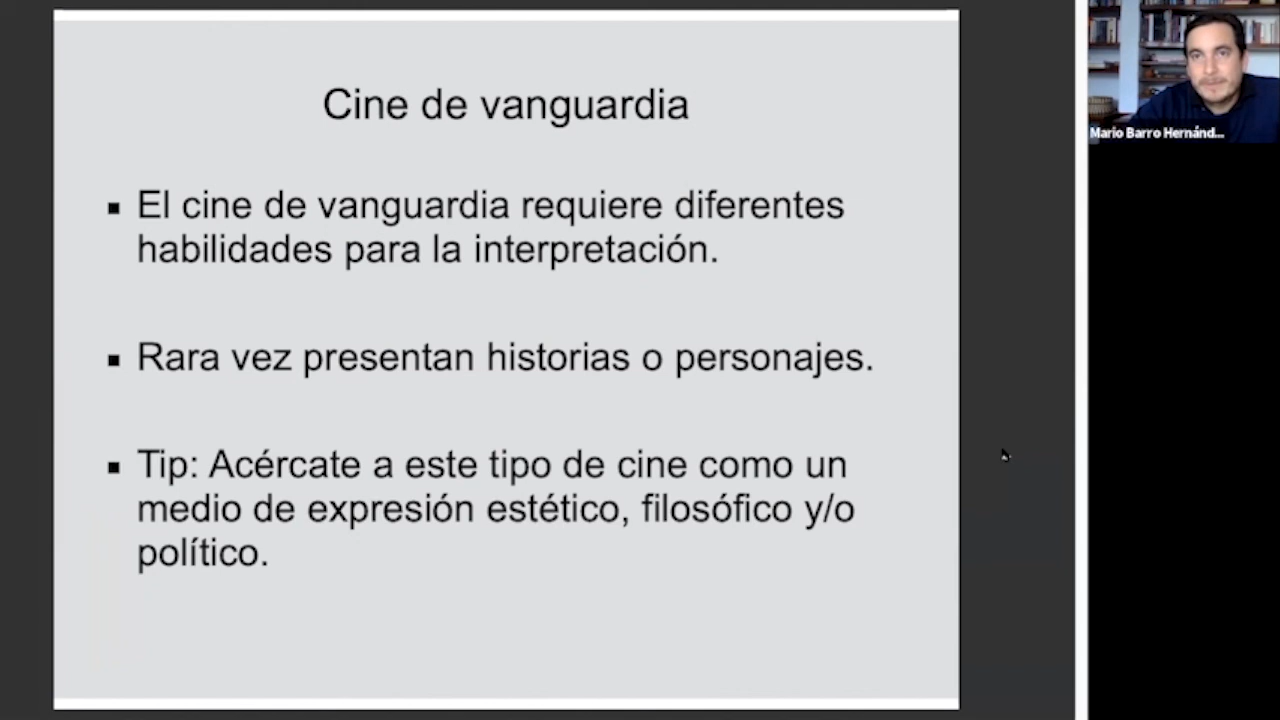 Cine de vanguardia
▪ El cine de vanguardia requiere diferentes
habilidades para la interpretación.
▪ Rara vez presentan historias o personajes.
▪ Tip: Acércate a este tipo de cine como un
medio de expresión estético, filosófico y/o
político.
Mario Barro Hernánd...